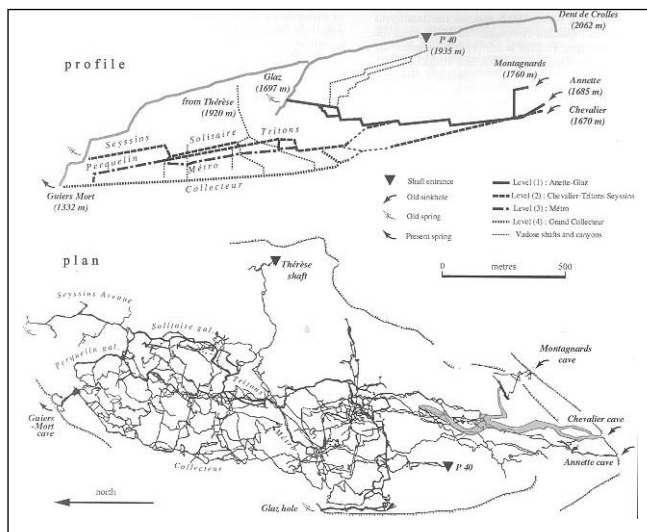 Dent de Crolles
(2062 m)
P 40
(1935 m)
profile
Glaz
(1697 m)
Montagnards
(1760 m)
Annette
(1685 m)
Chevalier
(1670 m)
from Thérèse
(1920 m)
Seyssins
Solitaire
Tritons
Perquelin
Métro
Collecteur
Guiers Mort
(1332 m)
Shaft entrance
Old sinkhole
Old spring
Present spring
Level (1) : Anette-Glaz
Level (2) : Chevalier-Tritons-Seyssins
Level (3) : Métro
Level (4) : Grand Collecteur
Vadose shafts and canyons
0 metres 500
plan
Thérèse
shaft
Seyssins Avenue
Solitaire gal.
Perquelin gal.
Tritons
Métro
Montagnards
cave
Chevalier cave
Annette cave
Guiers
-Mort
cave
Collecteur
P 40
Glaz hole
north